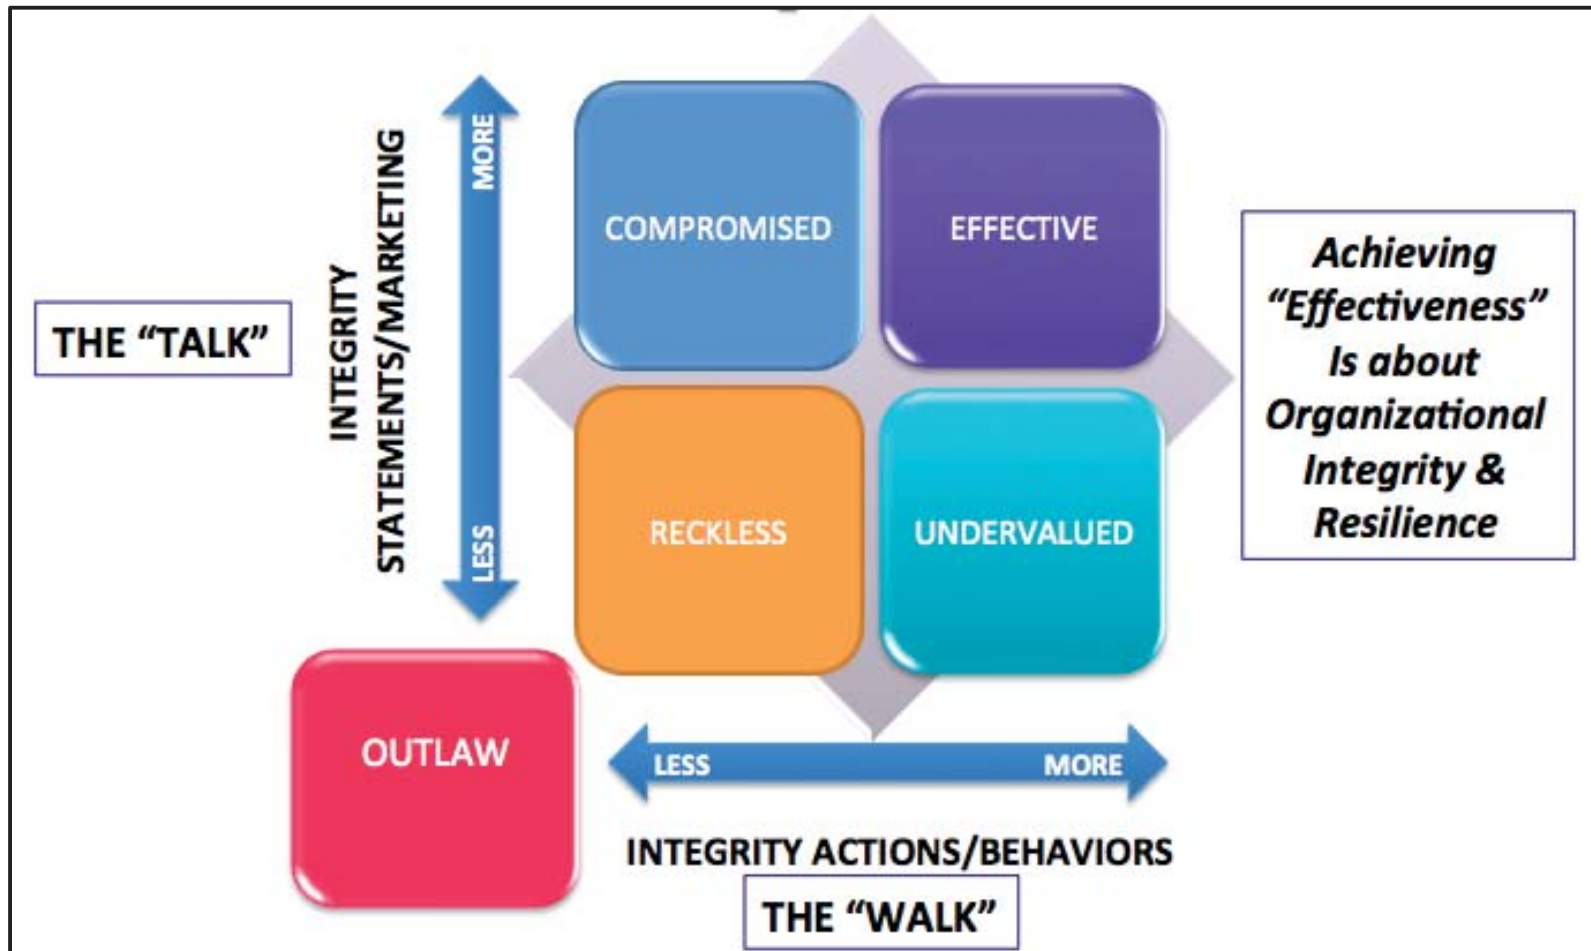 THE “TALK”
INTEGRITY
STATEMENTS/MARKETING
MORE
LESS
COMPROMISED
EFFECTIVE
RECKLESS
UNDERVALUED
OUTLAW
Achieving
“Effectiveness”
Is about
Organizational
Integrity &
Resilience
LESS
MORE
INTEGRITY ACTIONS/BEHAVIORS
THE “WALK”